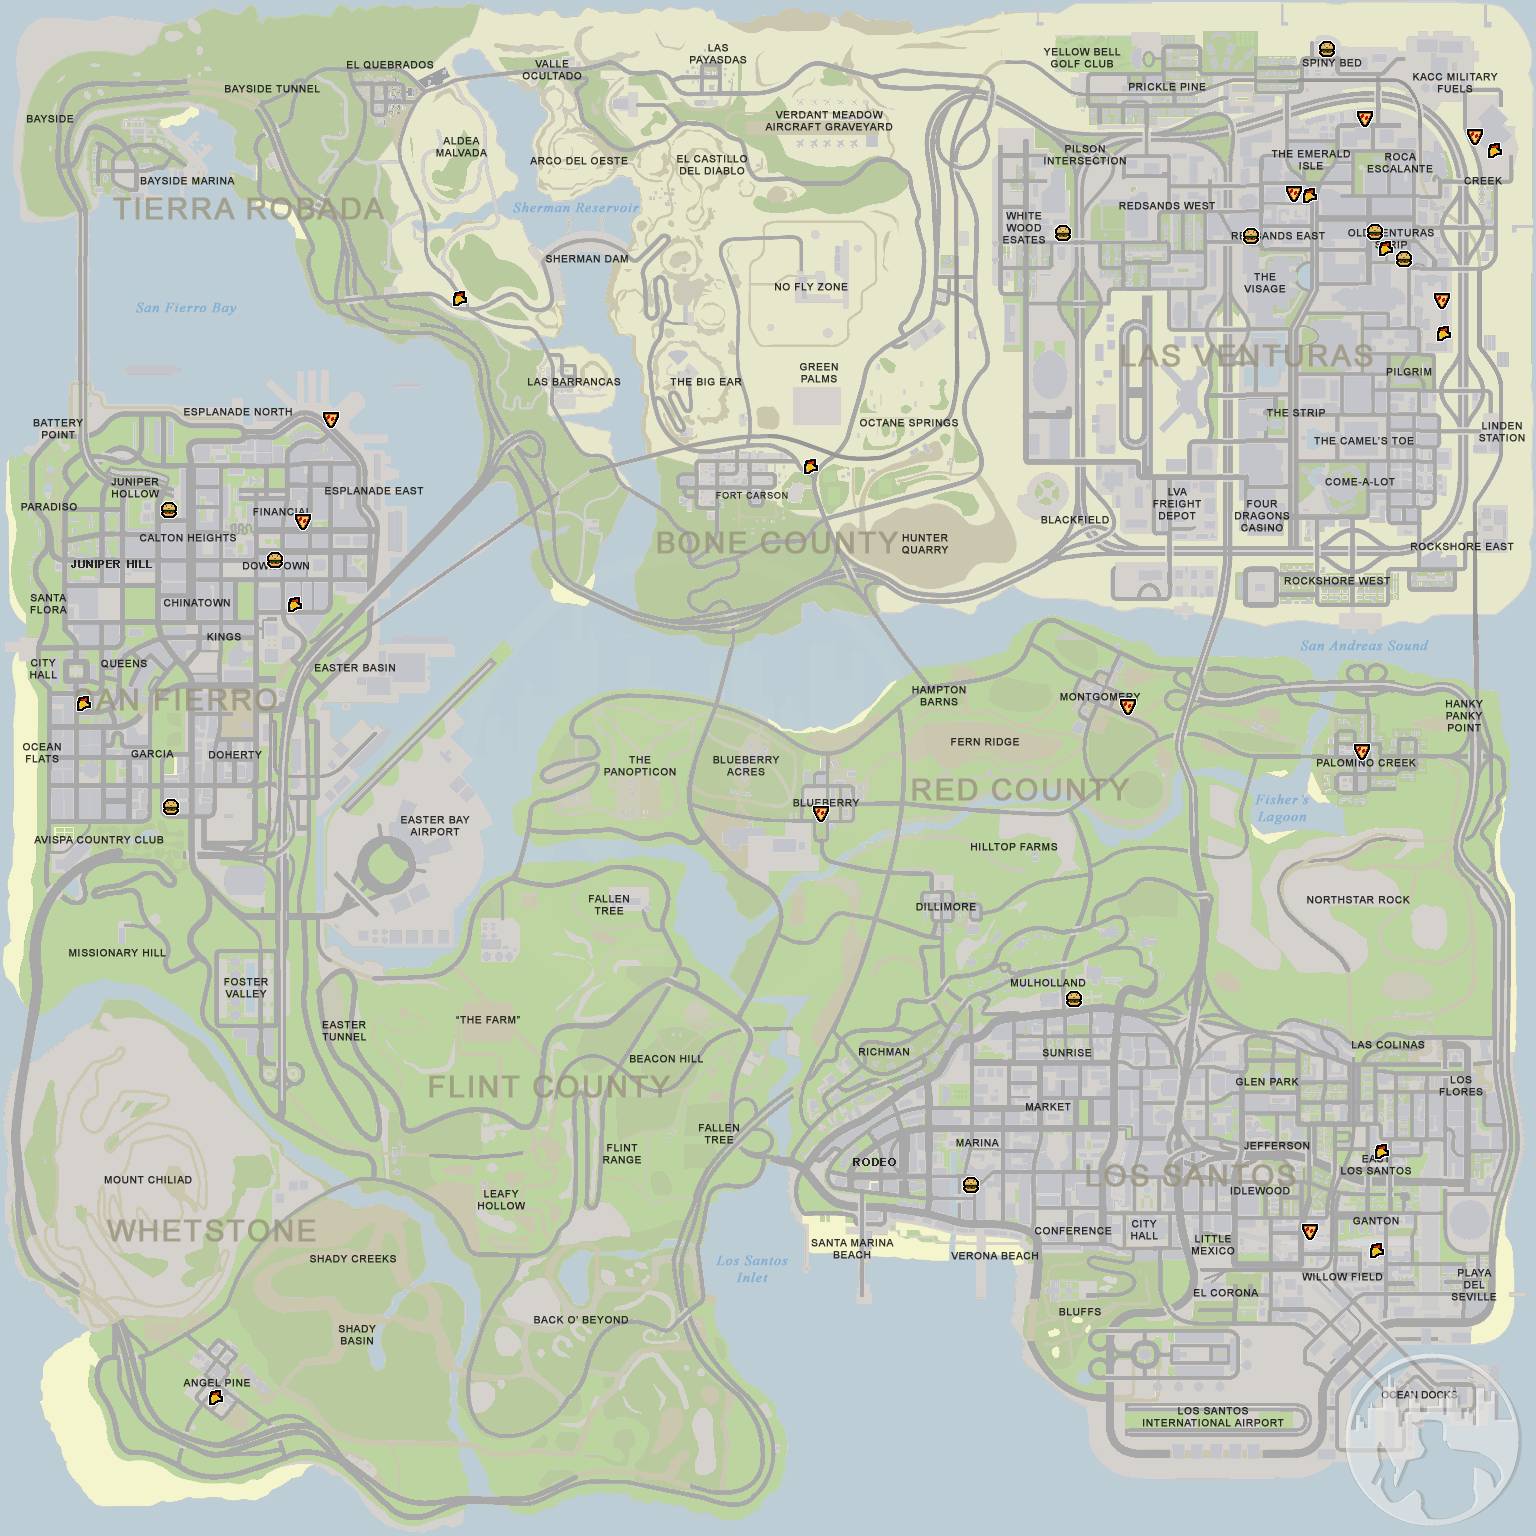 LAS
PAYASDAS
YELLOW BELL
GOLF CLUB
SPINY BED
EL QUEBRADOS
VALLE
OCULTADO
KACC MILITARY
FUELS
BAYSIDE TUNNEL
PRICKLE PINE
BAYSIDE
VERDANT MEADOW
AIRCRAFT GRAVEYARD
ALDEA
MALVADA
ARCO DEL OESTE
EL CASTILLO
DEL DIABLO
PILSON
INTERSECTION
THE EMERALD
ISLE
ROCA
ESCALANTE
BAYSIDE MARINA
CREEK
TIERRA ROBADA
Sherman Reservoir
REDSANDS WEST
WHITE
WOOD
ESATES
REDSANDS EAST
OLD VENTURAS
STRIP
SHERMAN DAM
NO FLY ZONE
THE
VISAGE
San Fierro Bay
LAS VENTURAS
GREEN
PALMS
PILGRIM
LAS BARRANCAS
THE BIG EAR
ESPLANADE NORTH
THE STRIP
BATTERY
POINT
OCTANE SPRINGS
LINDEN
STATION
THE CAMEL'S TOE
JUNIPER
HOLLOW
ESPLANADE EAST
FORT CARSON
COME-A-LOT
PARADISO
FINANCIAL
LVA
FREIGHT
DEPOT
FOUR
DRAGONS
CASINO
BLACKFIELD
CALTON HEIGHTS
BONE COUNTY
HUNTER
QUARRY
ROCKSHORE EAST
JUNIPER HILL
DOWNTOWN
ROCKSHORE WEST
SANTA
FLORA
CHINATOWN
KINGS
San Andreas Sound
CITY
HALL
QUEENS
EASTER BASIN
SAN FIERRO
HAMPTON
BARNS
MONTGOMERY
HANKY
PANKY
POINT
OCEAN
FLATS
GARCIA
DOHERTY
THE
PANOPTICON
BLUEBERRY
ACRES
FERN RIDGE
PALOMINO CREEK
RED COUNTY
BLUEBERRY
Fisher's
Lagoon
EASTER BAY
AIRPORT
AVISPA COUNTRY CLUB
HILLTOP FARMS
FALLEN
TREE
DILLIMORE
NORTHSTAR ROCK
MISSIONARY HILL
FOSTER
VALLEY
MULHOLLAND
"THE FARM"
EASTER
TUNNEL
BEACON HILL
RICHMAN
SUNRISE
LAS COLINAS
FLINT COUNTY
GLEN PARK
LOS
FLORES
MARKET
FALLEN
TREE
MARINA
JEFFERSON
FLINT
RANGE
RODEO
EAST
LOS SANTOS
MOUNT CHILIAD
LOS SANTOS
IDLEWOOD
LEAFY
HOLLOW
WHETSTONE
CONFERENCE
CITY
HALL
GANTON
SANTA MARINA
BEACH
VERONA BEACH
LITTLE
MEXICO
SHADY CREEKS
Los Santos
Inlet
WILLOW FIELD
PLAYA
DEL
SEVILLE
EL CORONA
BLUFFS
BACK O' BEYOND
SHADY
BASIN
ANGEL PINE
OCEAN DOCKS
LOS SANTOS
INTERNATIONAL AIRPORT